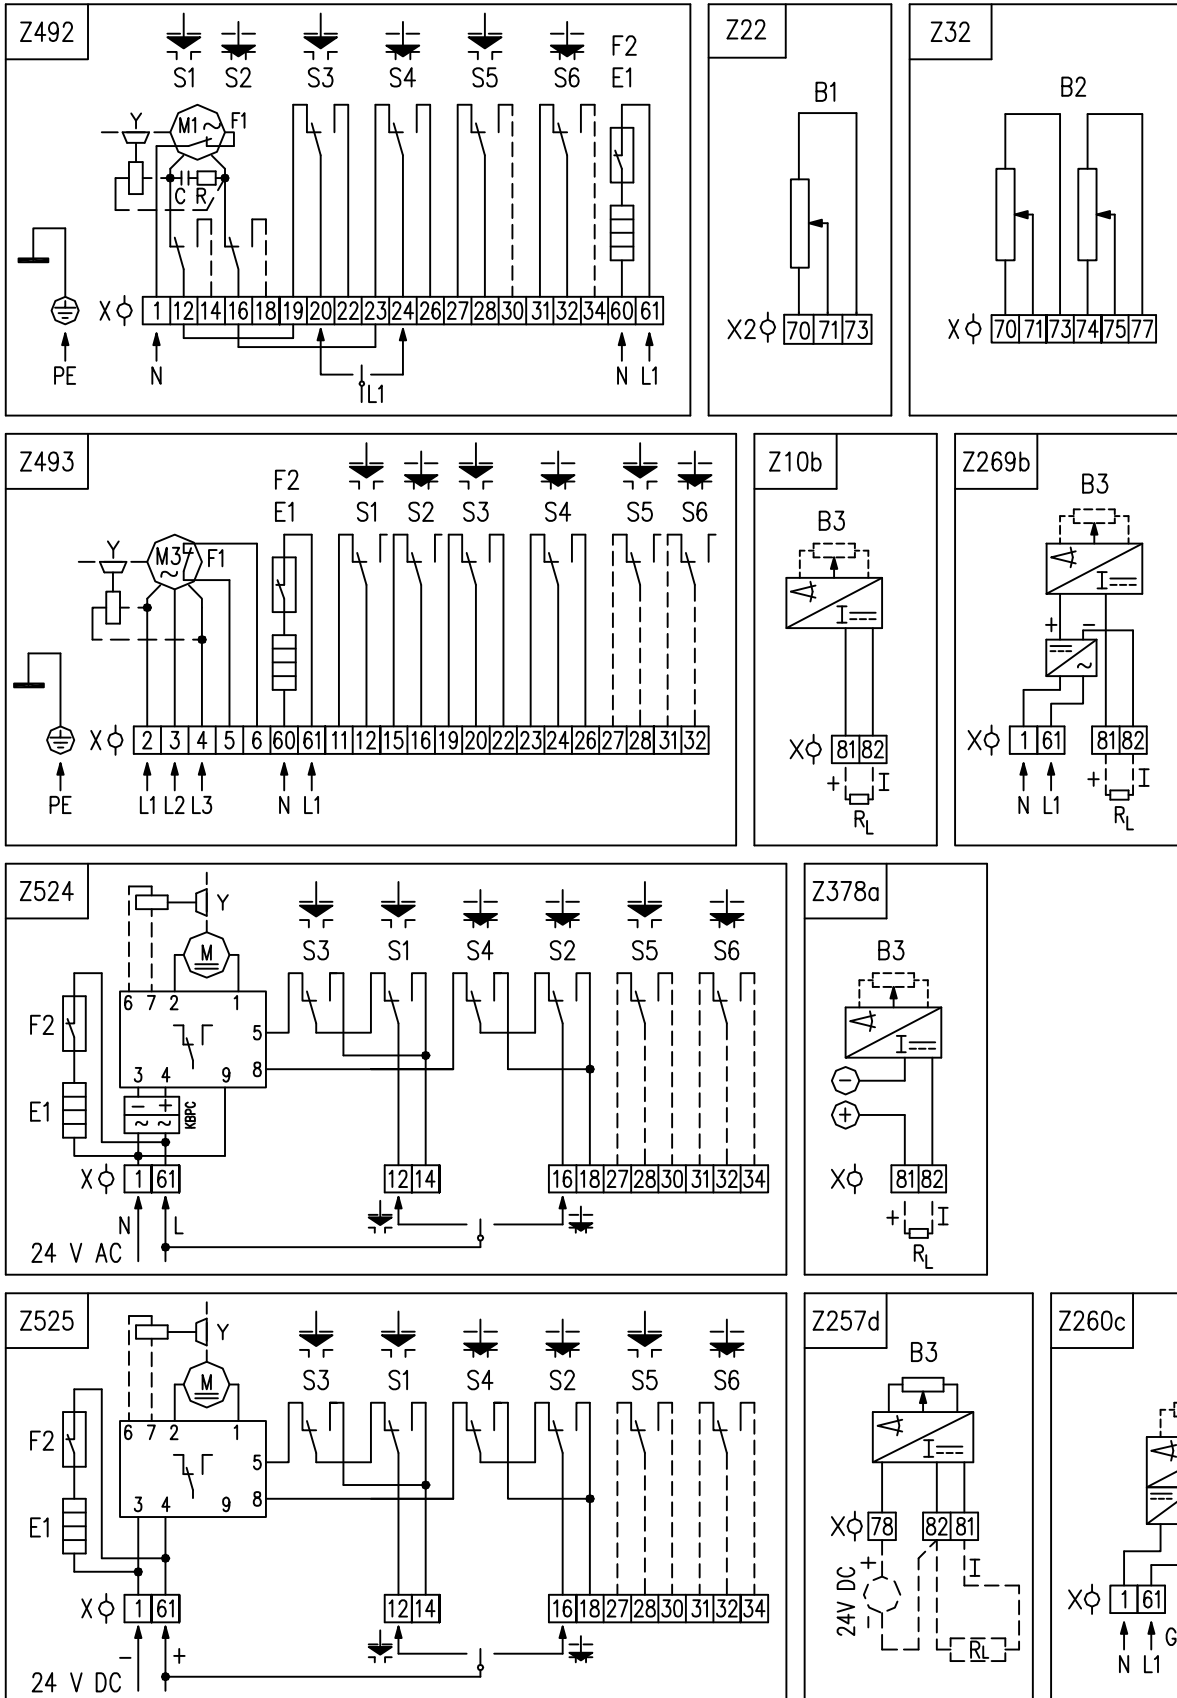 Z492
S1 S2 S3 S4 S5 S6 F2
E1
Y M1 ~ F1
C R
X 1 12 14 16 18 19 20 22 23 24 26 27 28 30 31 32 34 60 61
PE N L1 N L1
Z22
B1
X2 70 71 73
Z32
B2
X 70 71 73 74 75 77
Z493
F2
E1 S1 S2 S3 S4 S5 S6
Y M3 ~ F1
X 2 3 4 5 6 60 61 11 12 15 16 19 20 22 23 24 26 27 28 31 32
PE L1 L2 L3 N L1
Z10b
B3
I
X 81 82
+ I
RL
Z269b
B3
I
+ −
~
X 1 61 81 82
N L1 + I
RL
Z524
Y
M S3 S1 S4 S2 S5 S6
6 7 2 1
F2 5
3 4 9 8
E1 − + KBPC
~ ~
X 1 61 12 14 16 18 27 28 30 31 32 34
N L
24 V AC
Z378a
B3
I
−
+
X 81 82
+ I
RL
Z525
Y
M S3 S1 S4 S2 S5 S6
6 7 2 1
F2 5
3 4 9 8
E1
X 1 61 12 14 16 18 27 28 30 31 32 34
− +
24 V DC
Z257d
B3
I
X 78 82 81
+ I
24V DC
−
RL
Z260c
X 1 61
G
N L1